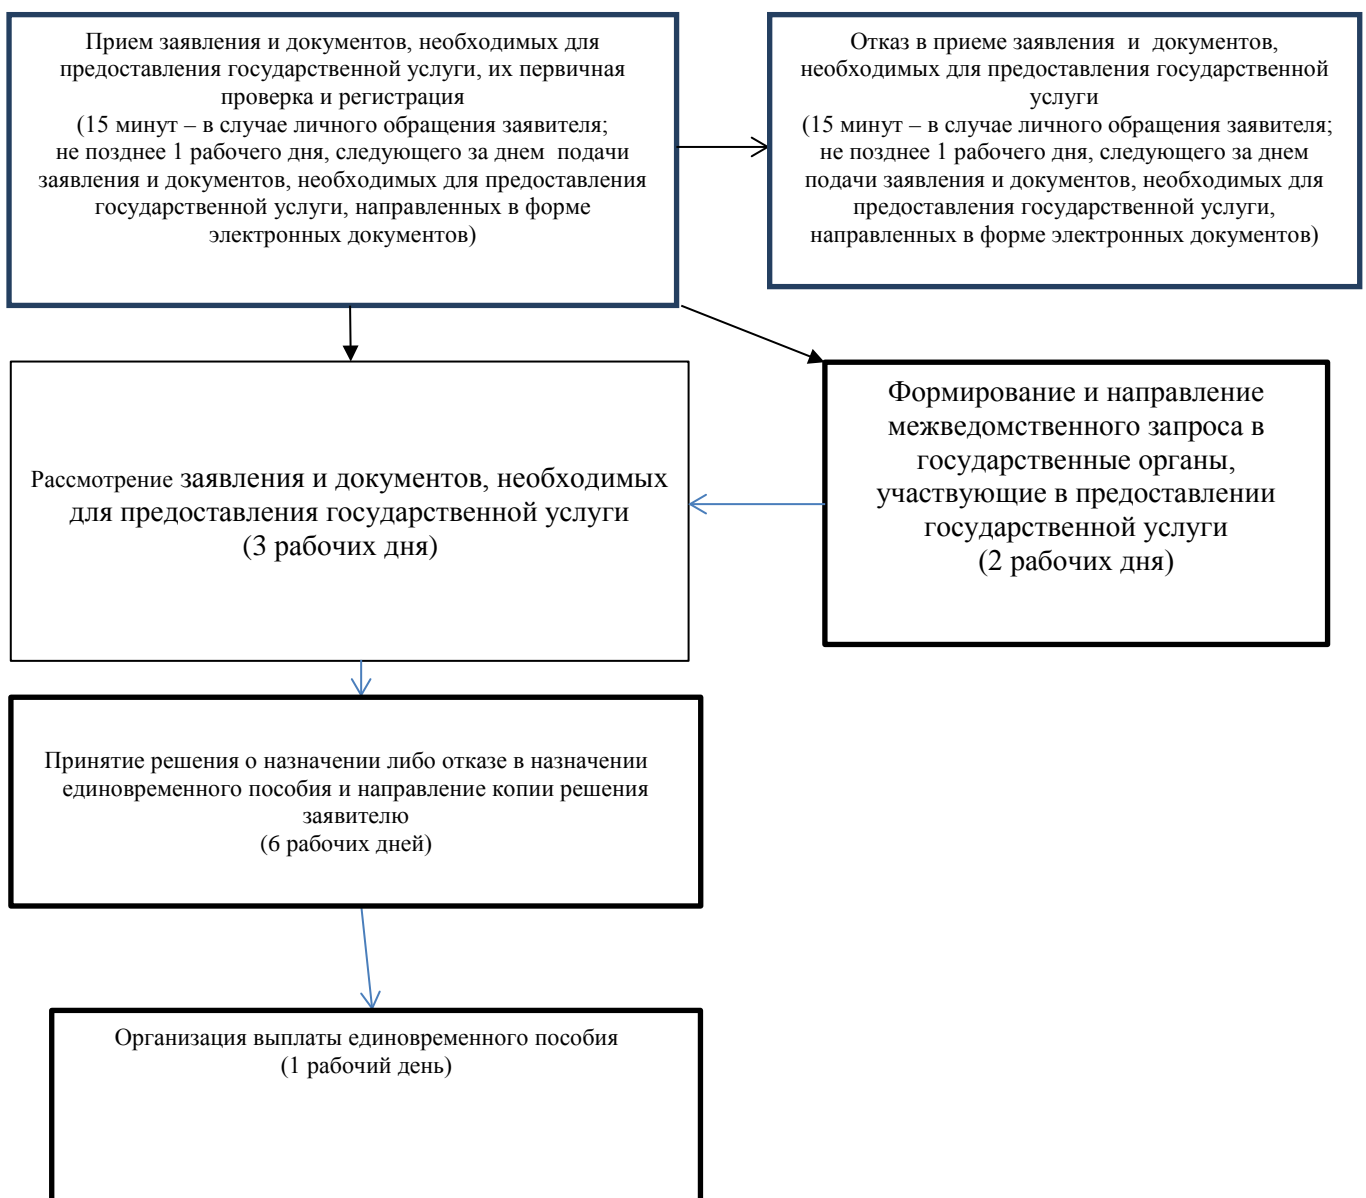 Прием заявления и документов, необходимых для
предоставления государственной услуги, их первичная
проверка и регистрация
(15 минут – в случае личного обращения заявителя;
не позднее 1 рабочего дня, следующего за днем  подачи
заявления и документов, необходимых для предоставления
государственной услуги, направленных в форме
электронных документов)
Отказ в приеме заявления  и  документов,
необходимых для предоставления государственной
услуги
(15 минут – в случае личного обращения заявителя;
не позднее 1 рабочего дня, следующего за днем
подачи заявления и документов, необходимых для
предоставления государственной услуги,
направленных в форме электронных документов)
Рассмотрение заявления и документов, необходимых
для предоставления государственной услуги
(3 рабочих дня)
Формирование и направление
межведомственного запроса в
государственные органы,
участвующие в предоставлении
государственной услуги
(2 рабочих дня)
Принятие решения о назначении либо отказе в назначении
единовременного пособия и направление копии решения
заявителю
(6 рабочих дней)
Организация выплаты единовременного пособия
(1 рабочий день)